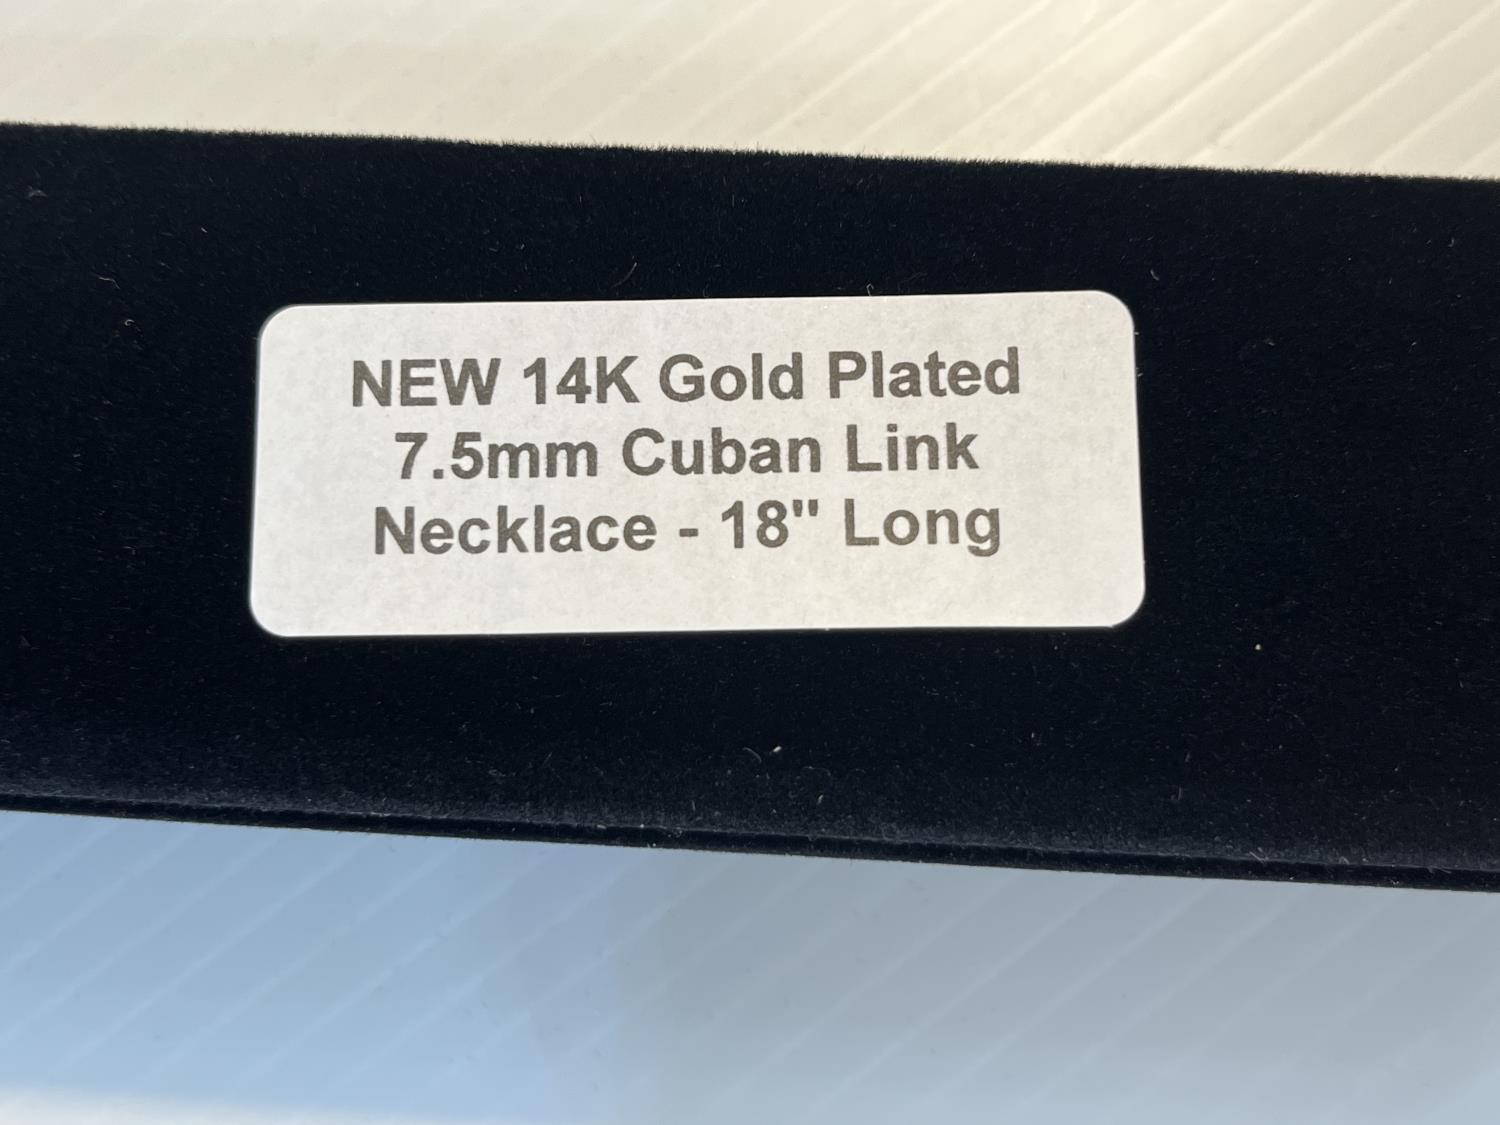 NEW 14K Gold Plated
7.5mm Cuban Link
Necklace - 18" Long